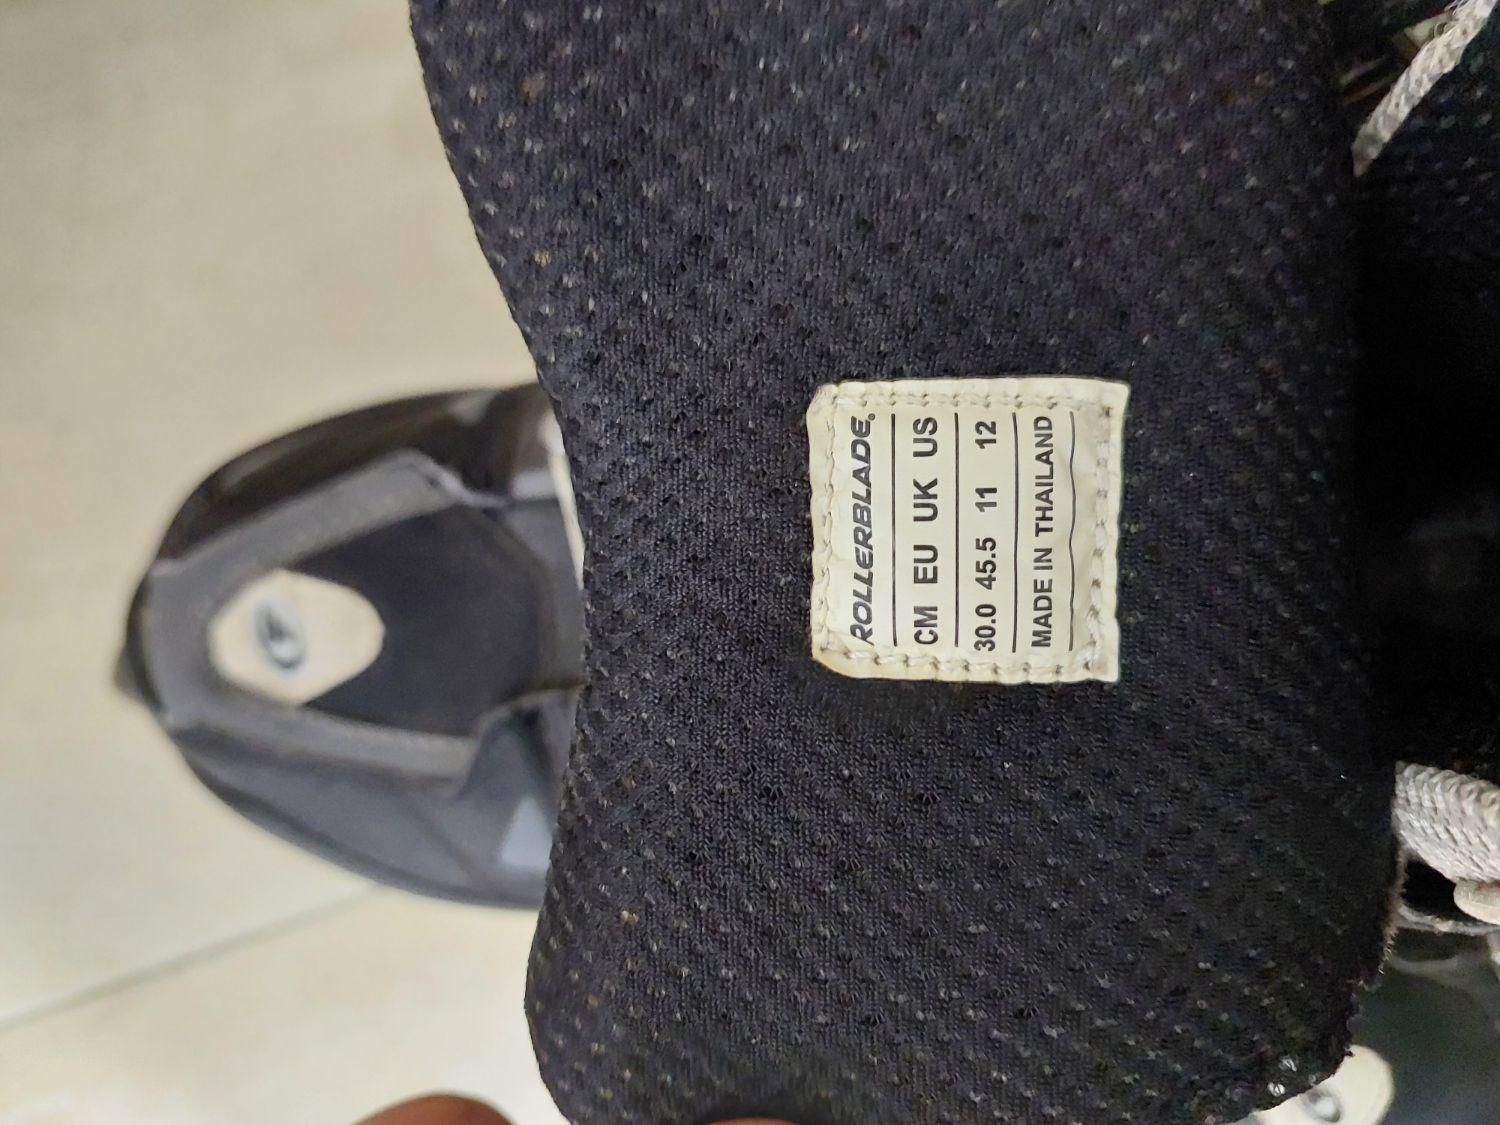 ROLLERBLADE®
CM EU UK US
30.0 45.5 11 12
MADE IN THAILAND